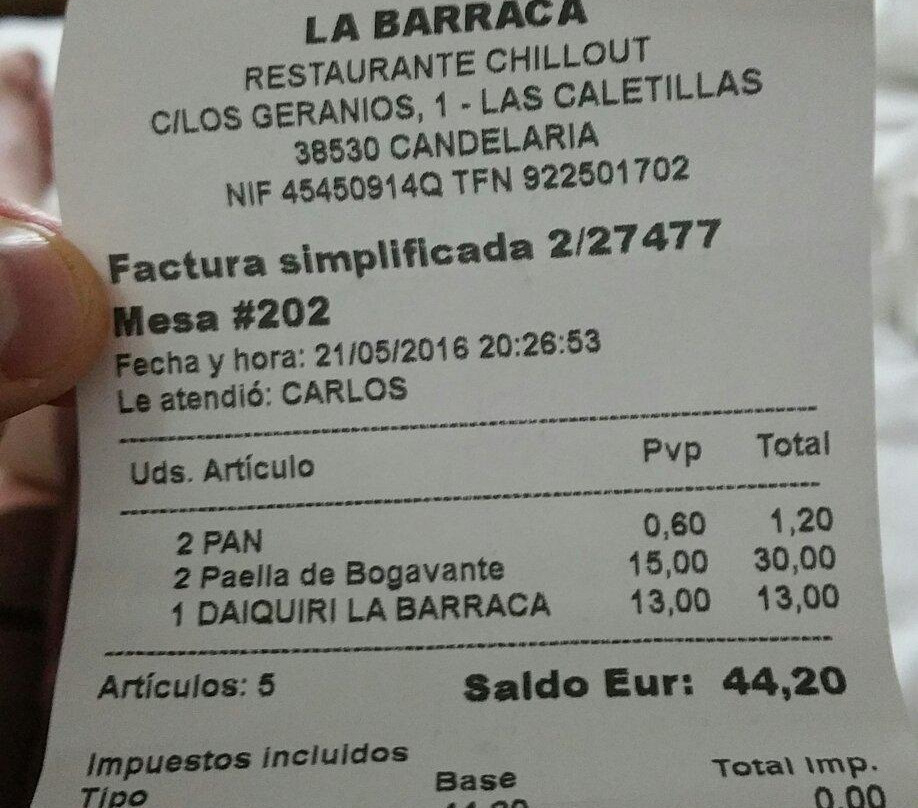 LA BARRACA
RESTAURANTE CHILLOUT
C/LOS GERANIOS, 1 - LAS CALETILLAS
38530 CANDELARIA
NIF 45450914Q TFN 922501702
Factura simplificada 2/27477
Mesa #202
Fecha y hora: 21/05/2016 20:26:53
Le atendió: CARLOS
Uds. Artículo Pvp Total
2 PAN 0,60 1,20
2 Paella de Bogavante 15,00 30,00
1 DAIQUIRI LA BARRACA 13,00 13,00
Artículos: 5 Saldo Eur: 44,20
Impuestos incluidos
Tipo Base Total Imp.
0,00